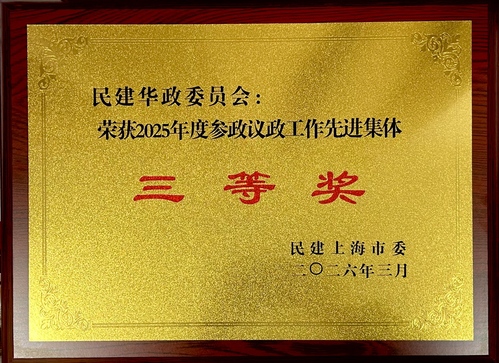 民建华政委员会：
荣获2025年度参政议政工作先进集体
三等奖
民建上海市委
二〇二六年三月